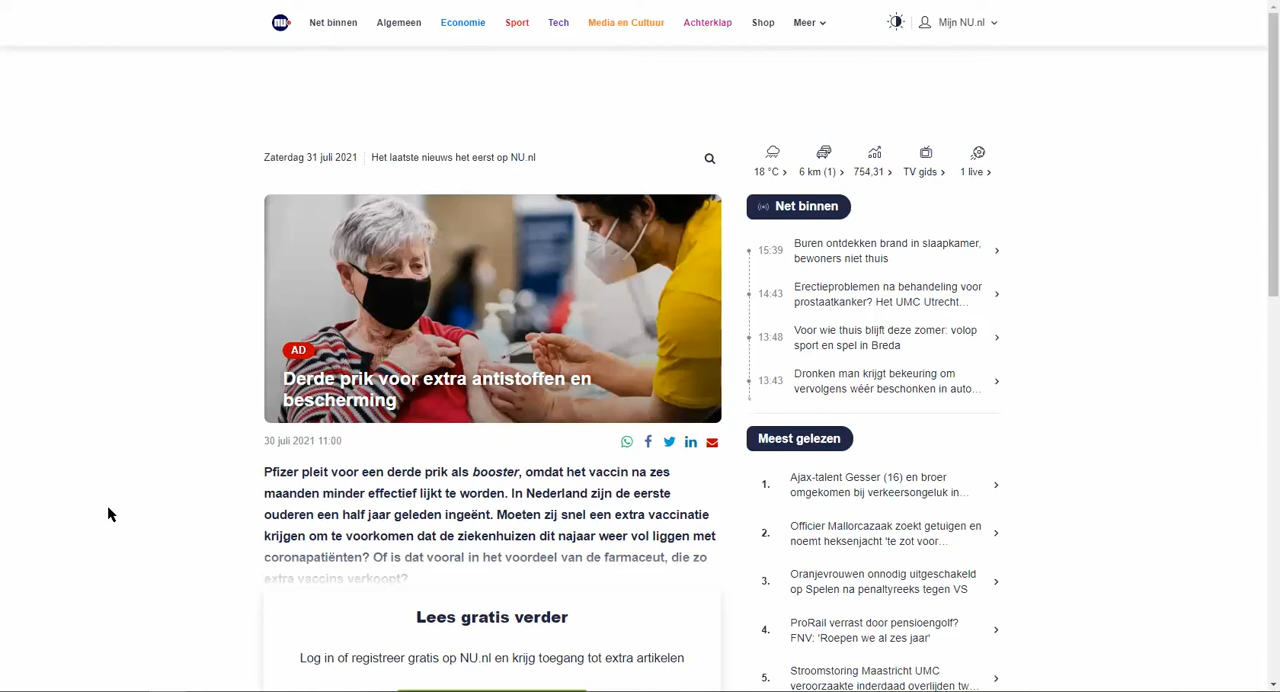 NU
Net binnen Algemeen Economie Sport Tech Media en Cultuur Achterklap Shop Meer Mijn NU.nl
Zaterdag 31 juli 2021 Het laatste nieuws het eerst op NU.nl
18 °C 6 km (1) 754,31 TV gids 1 live
AD
Derde prik voor extra antistoffen en
bescherming
30 juli 2021 11:00
Pfizer pleit voor een derde prik als booster, omdat het vaccin na zes
maanden minder effectief lijkt te worden. In Nederland zijn de eerste
ouderen een half jaar geleden ingeënt. Moeten zij snel een extra vaccinatie
krijgen om te voorkomen dat de ziekenhuizen dit najaar weer vol liggen met
coronapatiënten? Of is dat vooral in het voordeel van de farmaceut, die zo
extra vaccins verkoopt?
Lees gratis verder
Log in of registreer gratis op NU.nl en krijg toegang tot extra artikelen
Net binnen
15:39 Buren ontdekken brand in slaapkamer,
bewoners niet thuis
14:43 Erectieproblemen na behandeling voor
prostaatkanker? Het UMC Utrecht...
13:48 Voor wie thuis blijft deze zomer: volop
sport en spel in Breda
13:43 Dronken man krijgt bekeuring om
vervolgens wéér beschonken in auto...
Meest gelezen
1. Ajax-talent Gesser (16) en broer
omgekomen bij verkeersongeluk in...
2. Officier Mallorcazaak zoekt getuigen en
noemt heksenjacht 'te zot voor...
3. Oranjevrouwen onnodig uitgeschakeld
op Spelen na penaltyreeks tegen VS
4. ProRail verrast door pensioengolf?
FNV: 'Roepen we al zes jaar'
5. Stroomstoring Maastricht UMC
veroorzaakte inderdaad overlijden tw...